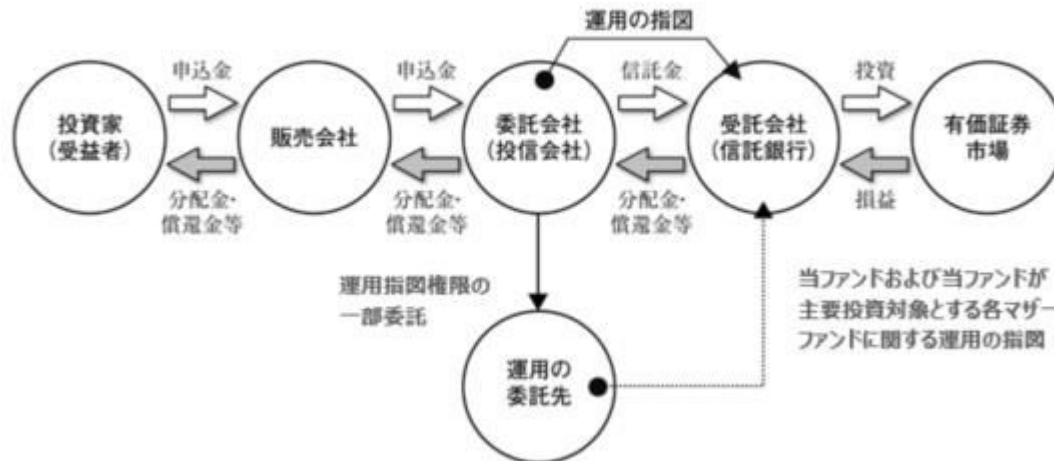 運用の指図
申込金
申込金
信託金
投資
投資家
(受益者)
販売会社
委託会社
(投信会社)
受託会社
(信託銀行)
有価証券
市場
分配金・
償還金等
分配金・
償還金等
分配金・
償還金等
損益
運用指図権限の
一部委託
当ファンドおよび当ファンドが
主要投資対象とする各マザー
ファンドに関する運用の指図
運用の
委託先